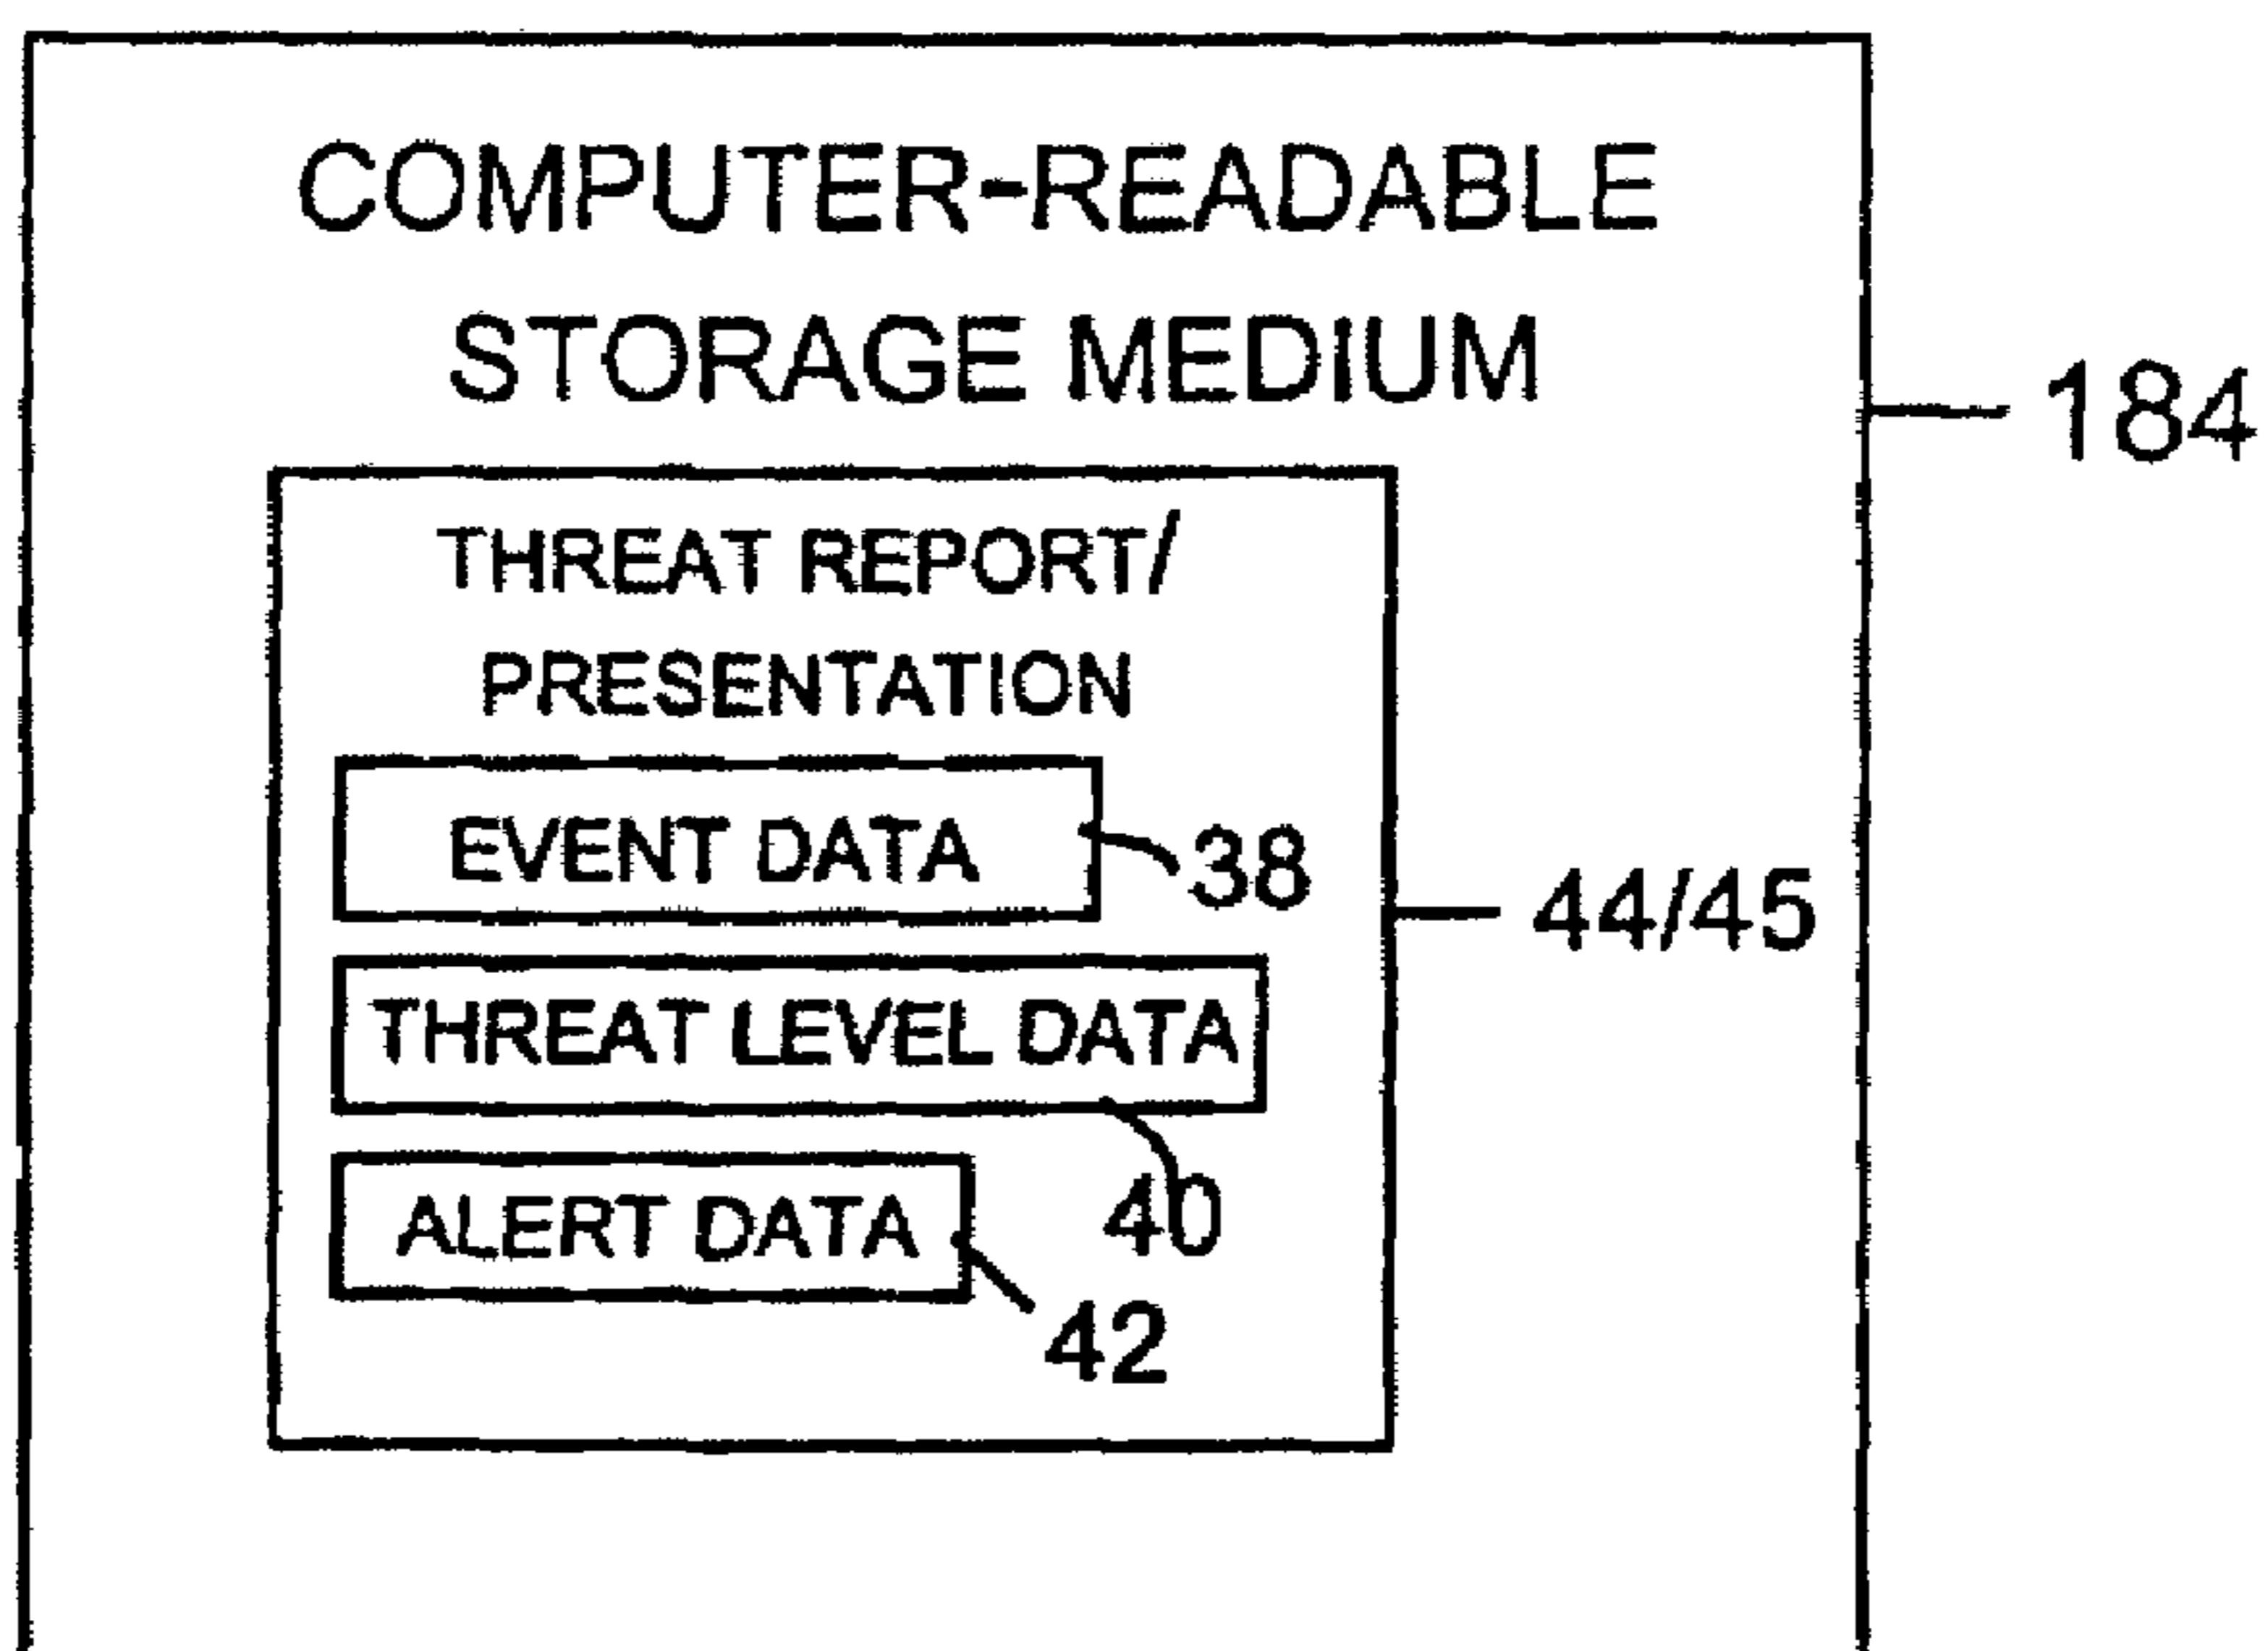 COMPUTER-READABLE
STORAGE MEDIUM
184
THREAT REPORT/
PRESENTATION
EVENT DATA
38
44/45
THREAT LEVEL DATA
40
ALERT DATA
42